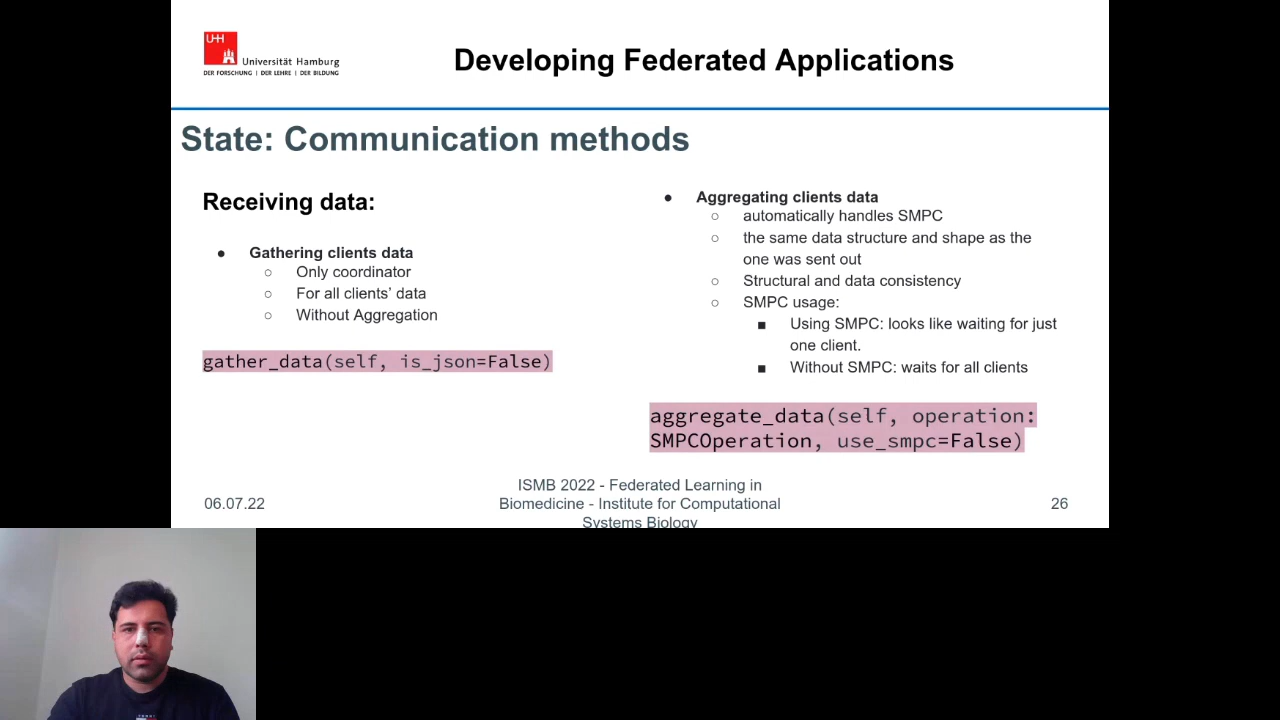 UHH
Universität Hamburg
DER FORSCHUNG | DER LEHRE | DER BILDUNG
Developing Federated Applications
State: Communication methods
Receiving data:
● Gathering clients data
○ Only coordinator
○ For all clients’ data
○ Without Aggregation
gather_data(self, is_json=False)
● Aggregating clients data
○ automatically handles SMPC
○ the same data structure and shape as the
one was sent out
○ Structural and data consistency
○ SMPC usage:
■ Using SMPC: looks like waiting for just
one client.
■ Without SMPC: waits for all clients
aggregate_data(self, operation:
SMPCOperation, use_smpc=False)
06.07.22
ISMB 2022 - Federated Learning in
Biomedicine - Institute for Computational
Systems Biology
26